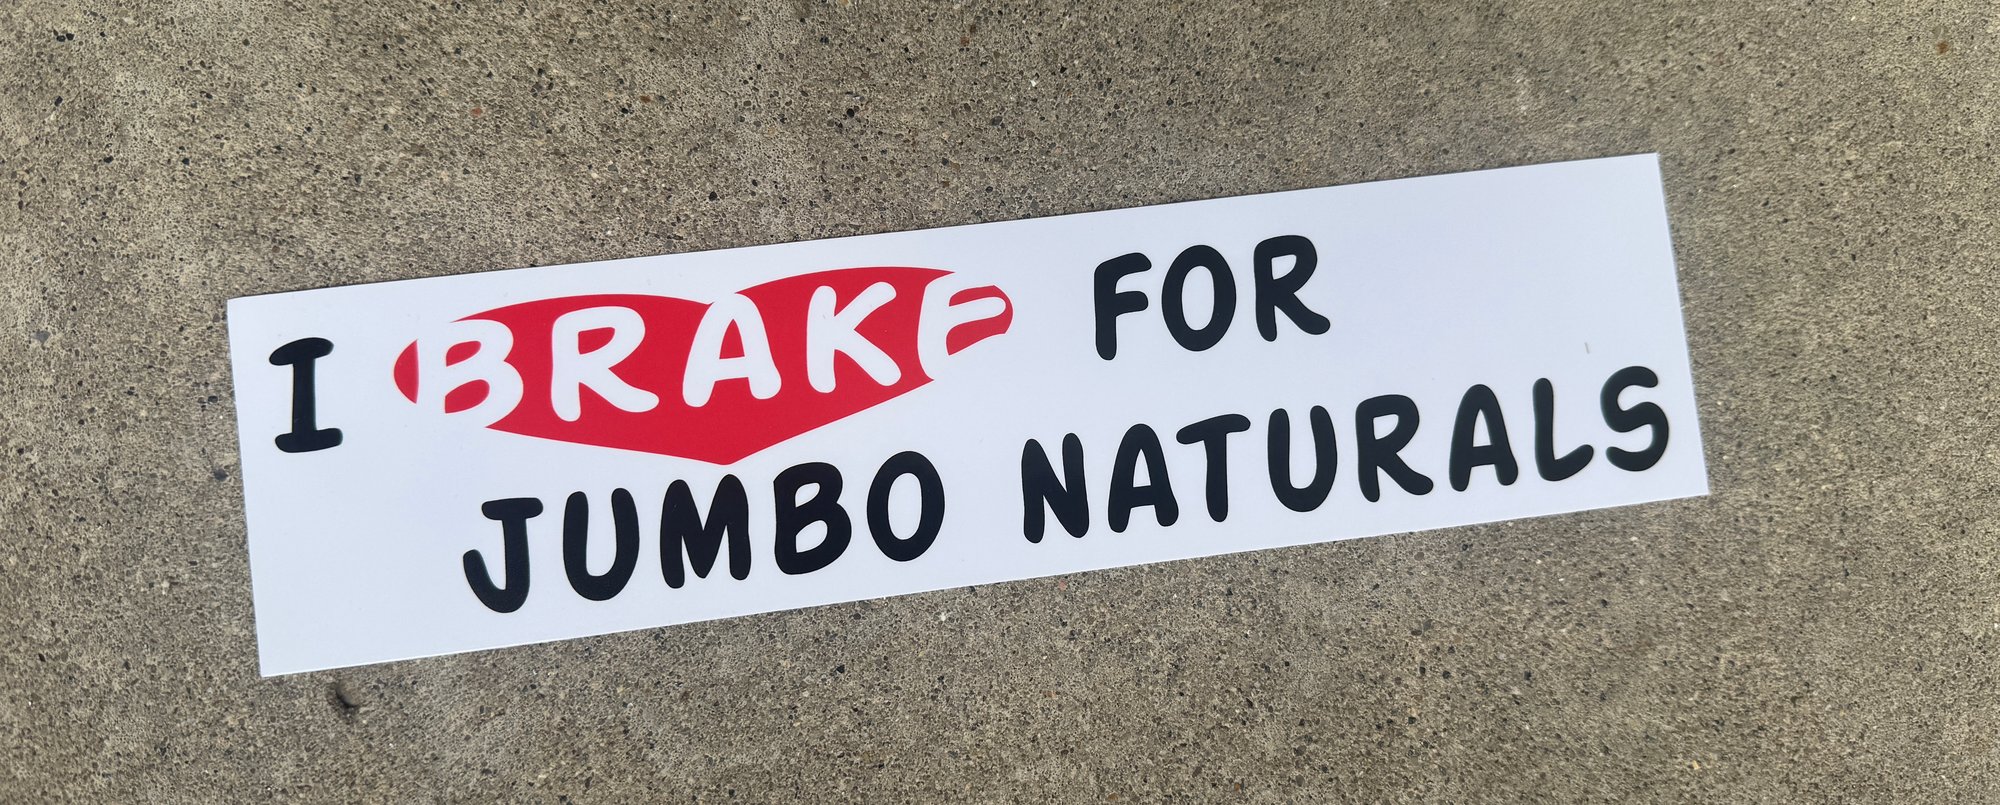 I BRAKE FOR
JUMBO NATURALS